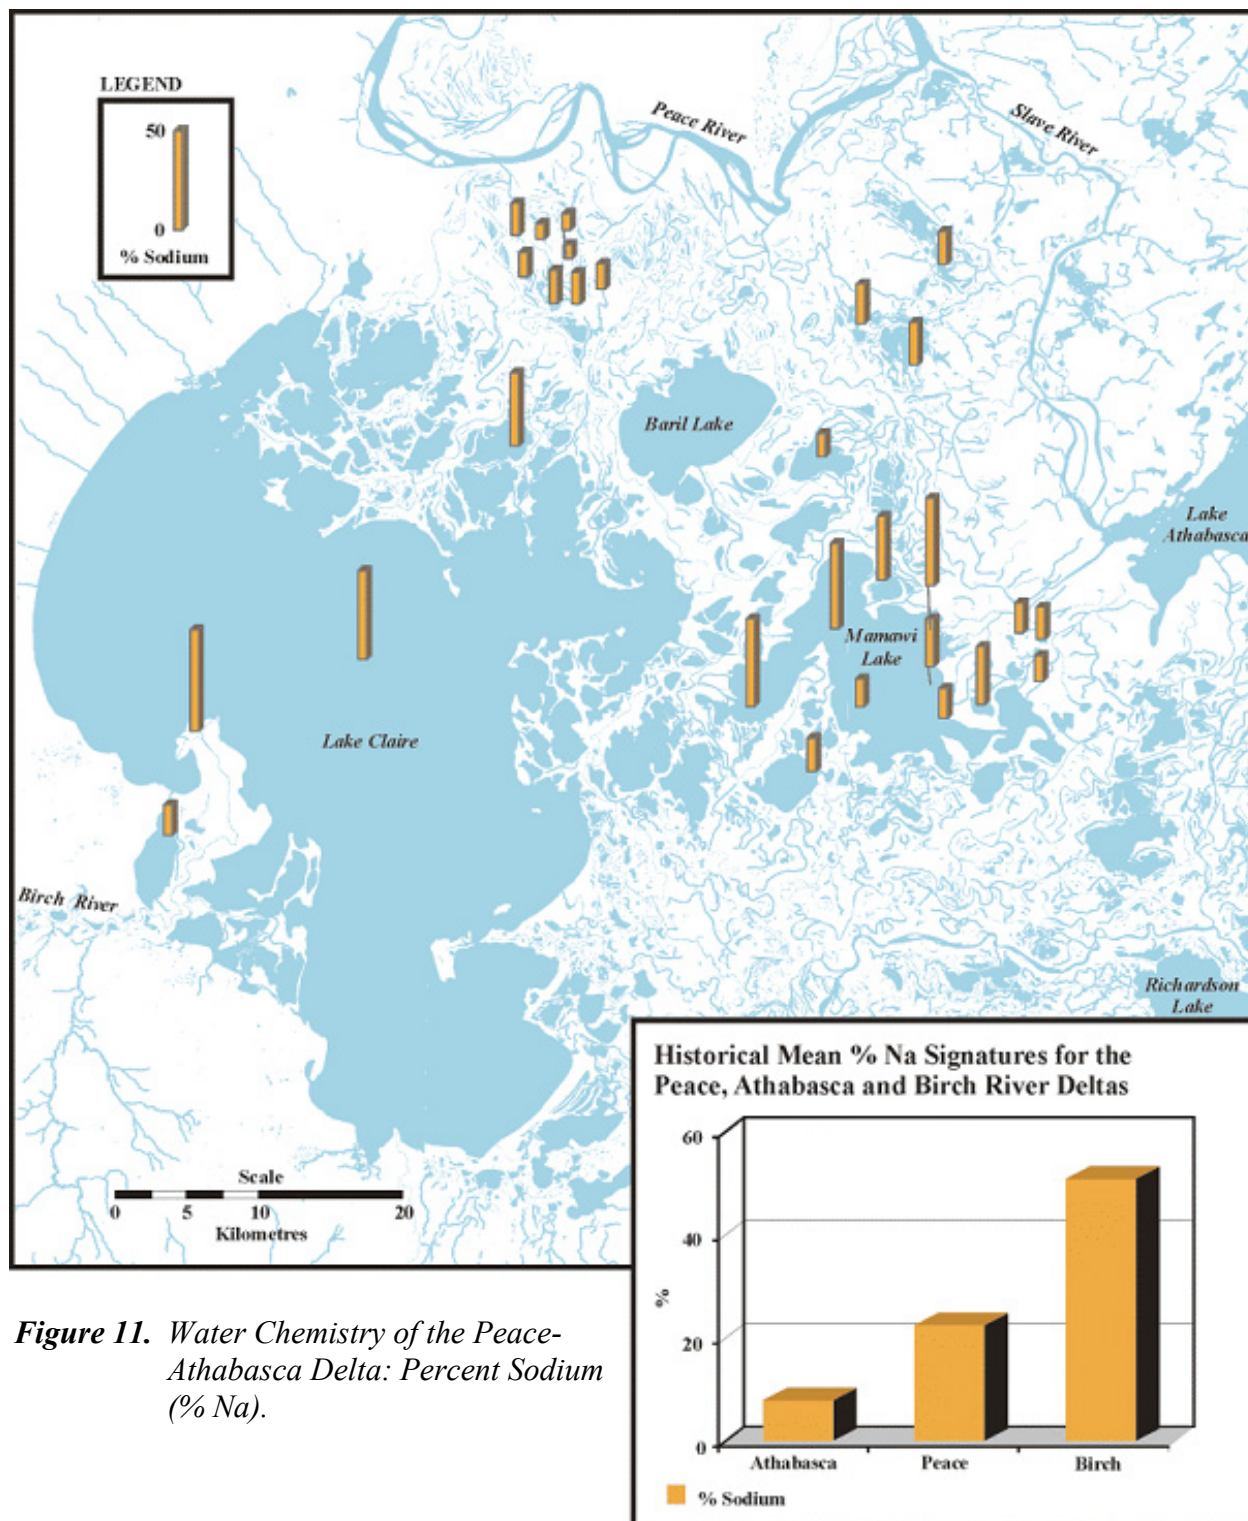 LEGEND
50
0
% Sodium
Peace River
Slave River
Baril Lake
Lake
Athabasca
Mamawi
Lake
Lake Claire
Birch River
Richardson
Lake
Scale
0 5 10 20
Kilometres
Historical Mean % Na Signatures for the
Peace, Athabasca and Birch River Deltas
60
40
%
20
0
Athabasca Peace Birch
% Sodium
Figure 11. Water Chemistry of the Peace-
Athabasca Delta: Percent Sodium
(% Na).